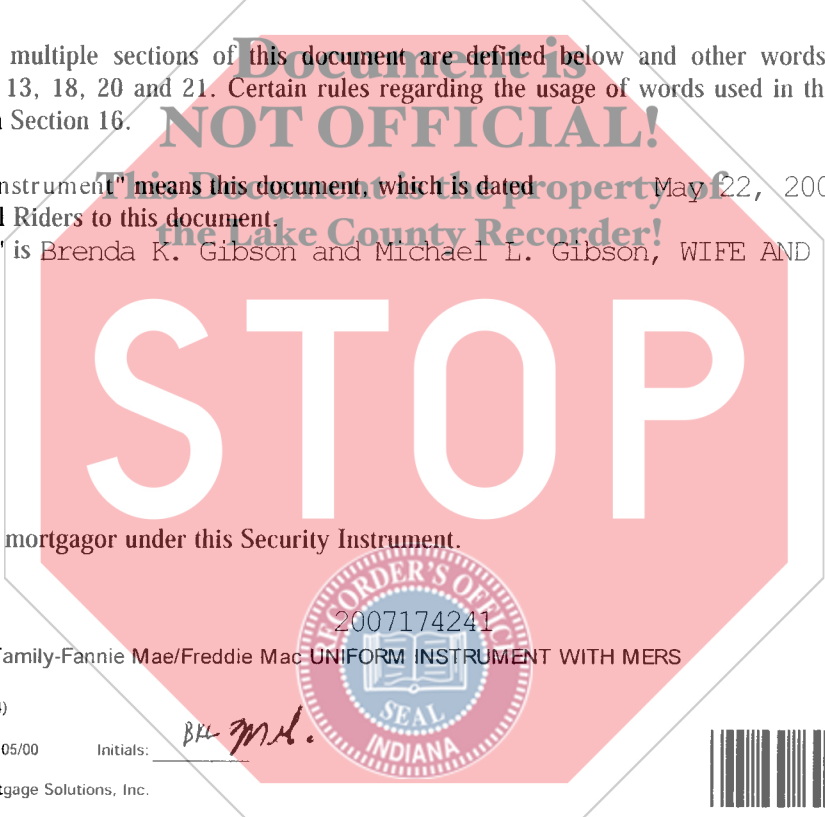 multiple sections of this document are defined below and other words
Document is
13, 18, 20 and 21. Certain rules regarding the usage of words used in th
Section 16.
NOT OFFICIAL!
nstrument" means this document, which is dated May 22, 200
This Document is the property of
Riders to this document.
the Lake County Recorder!
is Brenda K. Gibson and Michael L. Gibson, WIFE AND
STOP
mortgagor under this Security Instrument.
RECORDER'S OFFICE
2007174241
Family-Fannie Mae/Freddie Mac UNIFORM INSTRUMENT WITH MERS
SEAL
INDIANA
05/00 Initials:
tgage Solutions, Inc.